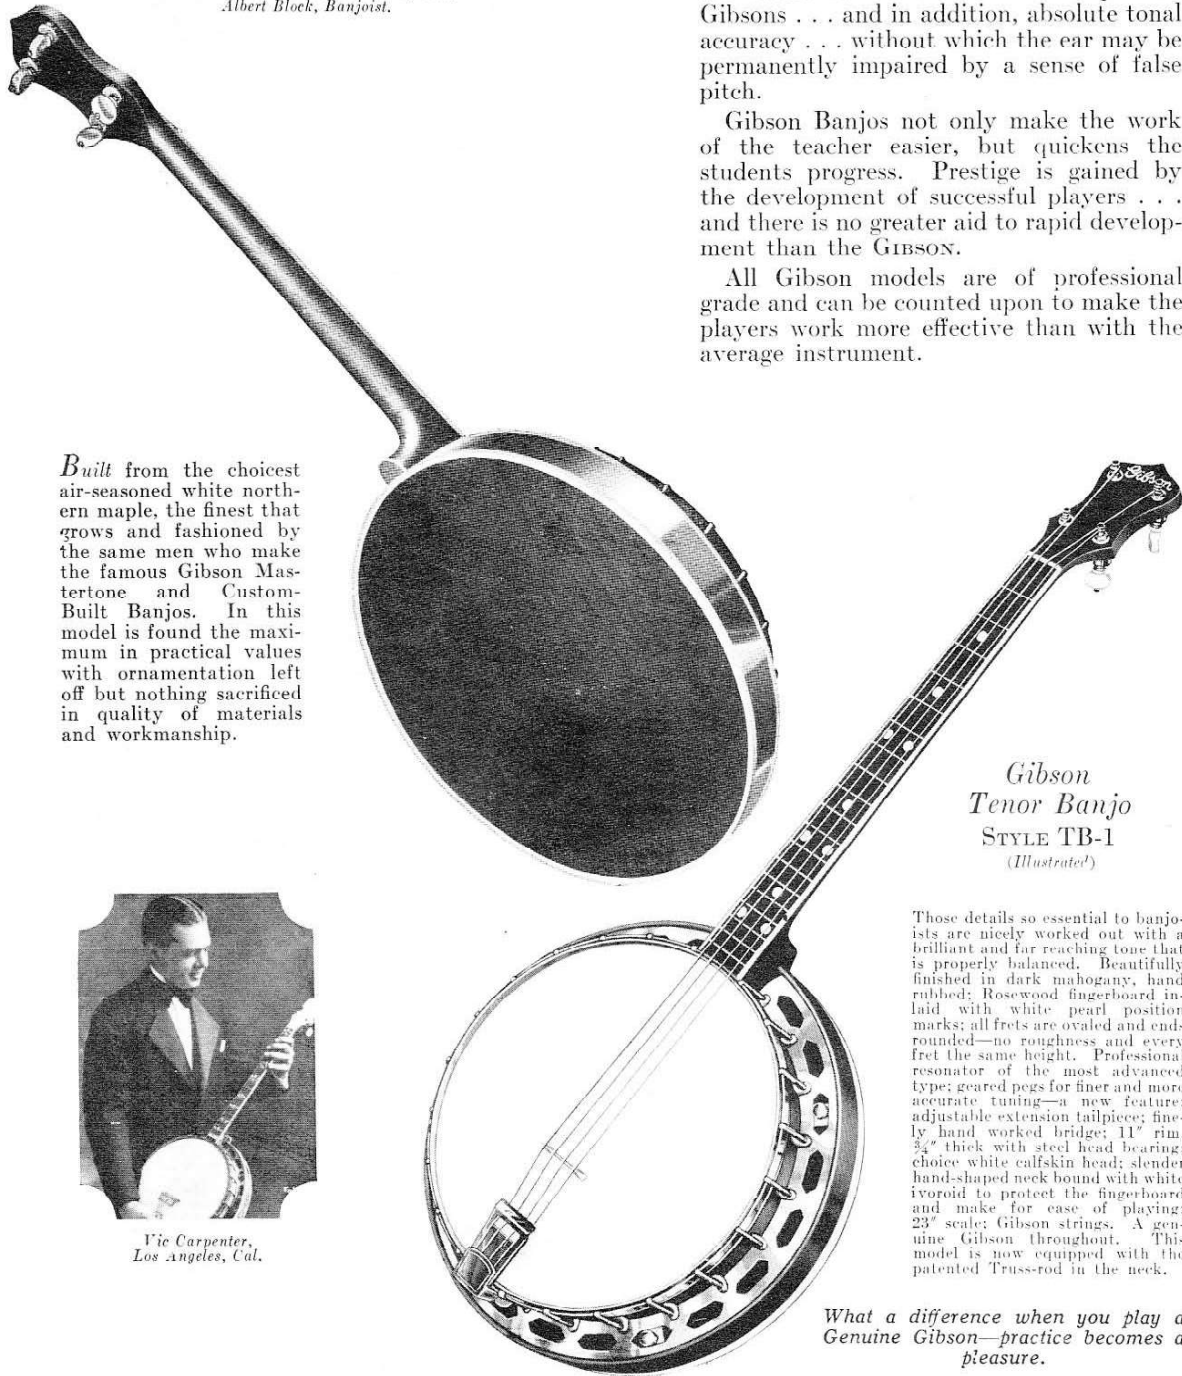 Albert Block, Banjoist.
Gibsons . . . and in addition, absolute tonal
accuracy . . . without which the ear may be
permanently impaired by a sense of false
pitch.
Gibson Banjos not only make the work
of the teacher easier, but quickens the
students progress. Prestige is gained by
the development of successful players . . .
and there is no greater aid to rapid develop-
ment than the GIBSON.
All Gibson models are of professional
grade and can be counted upon to make the
players work more effective than with the
average instrument.
Built from the choicest
air-seasoned white north-
ern maple, the finest that
grows and fashioned by
the same men who make
the famous Gibson Mas-
tertone and Custom-
Built Banjos. In this
model is found the maxi-
mum in practical values
with ornamentation left
off but nothing sacrificed
in quality of materials
and workmanship.
Gibson
Gibson
Tenor Banjo
STYLE TB-1
(Illustrated)
Those details so essential to banjo-
ists are nicely worked out with a
brilliant and far reaching tone that
is properly balanced. Beautifully
finished in dark mahogany, hand
rubbed; Rosewood fingerboard in-
laid with white pearl position
marks; all frets are ovaled and ends
rounded—no roughness and every
fret the same height. Professional
resonator of the most advanced
type; geared pegs for finer and more
accurate tuning—a new feature;
adjustable extension tailpiece; fine-
ly hand worked bridge; 11" rim
¾" thick with steel head bearing;
choice white calfskin head; slender
hand-shaped neck bound with white
ivoroid to protect the fingerboard
and make for ease of playing;
23" scale; Gibson strings. A gen-
uine Gibson throughout. This
model is now equipped with the
patented Truss-rod in the neck.
Vic Carpenter,
Los Angeles, Cal.
What a difference when you play a
Genuine Gibson—practice becomes a
pleasure.